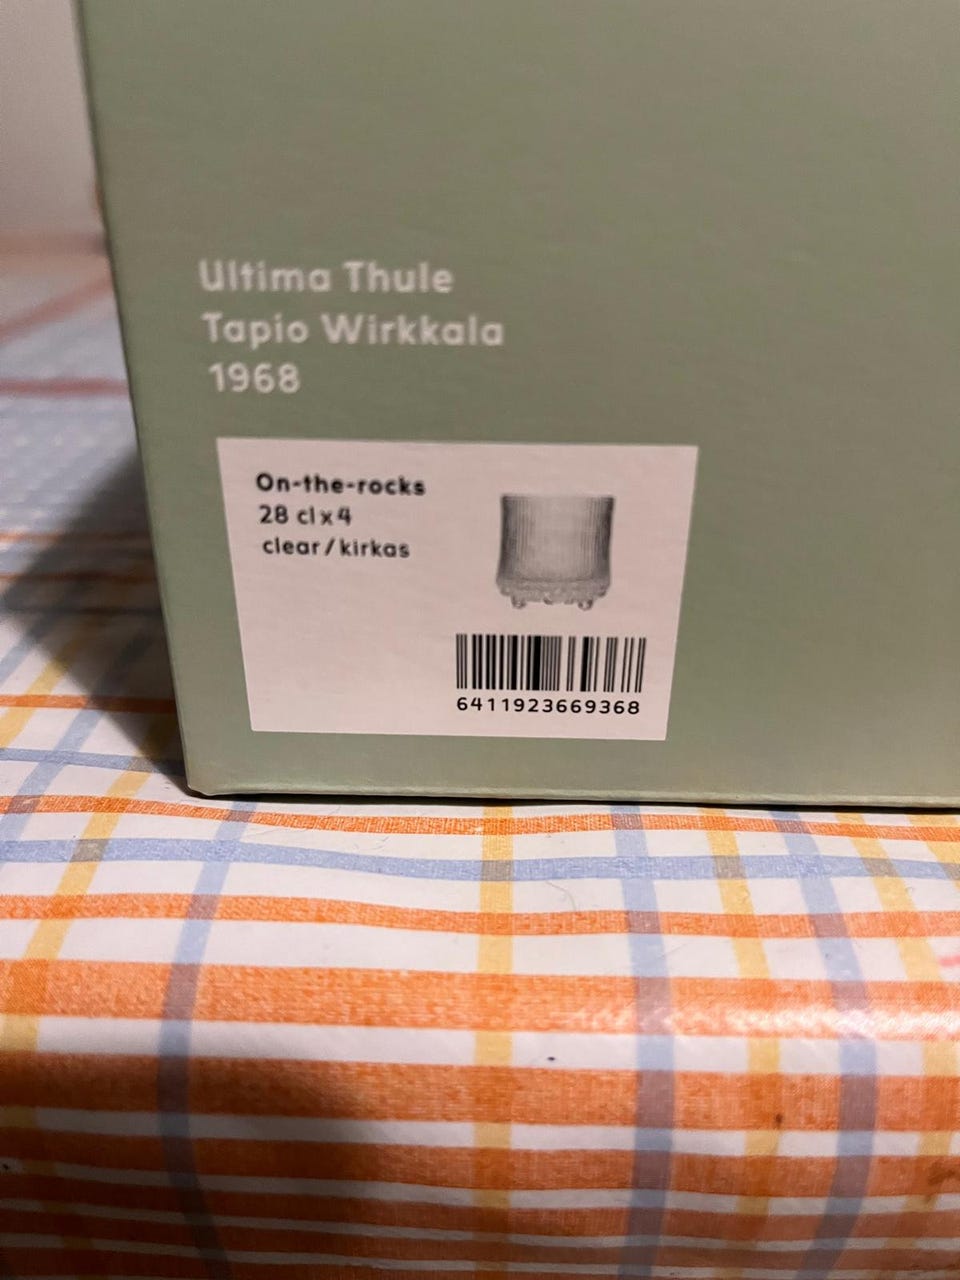 Ultima Thule
Tapio Wirkkala
1968
On-the-rocks
28 cl x 4
clear / kirkas
6411923669368